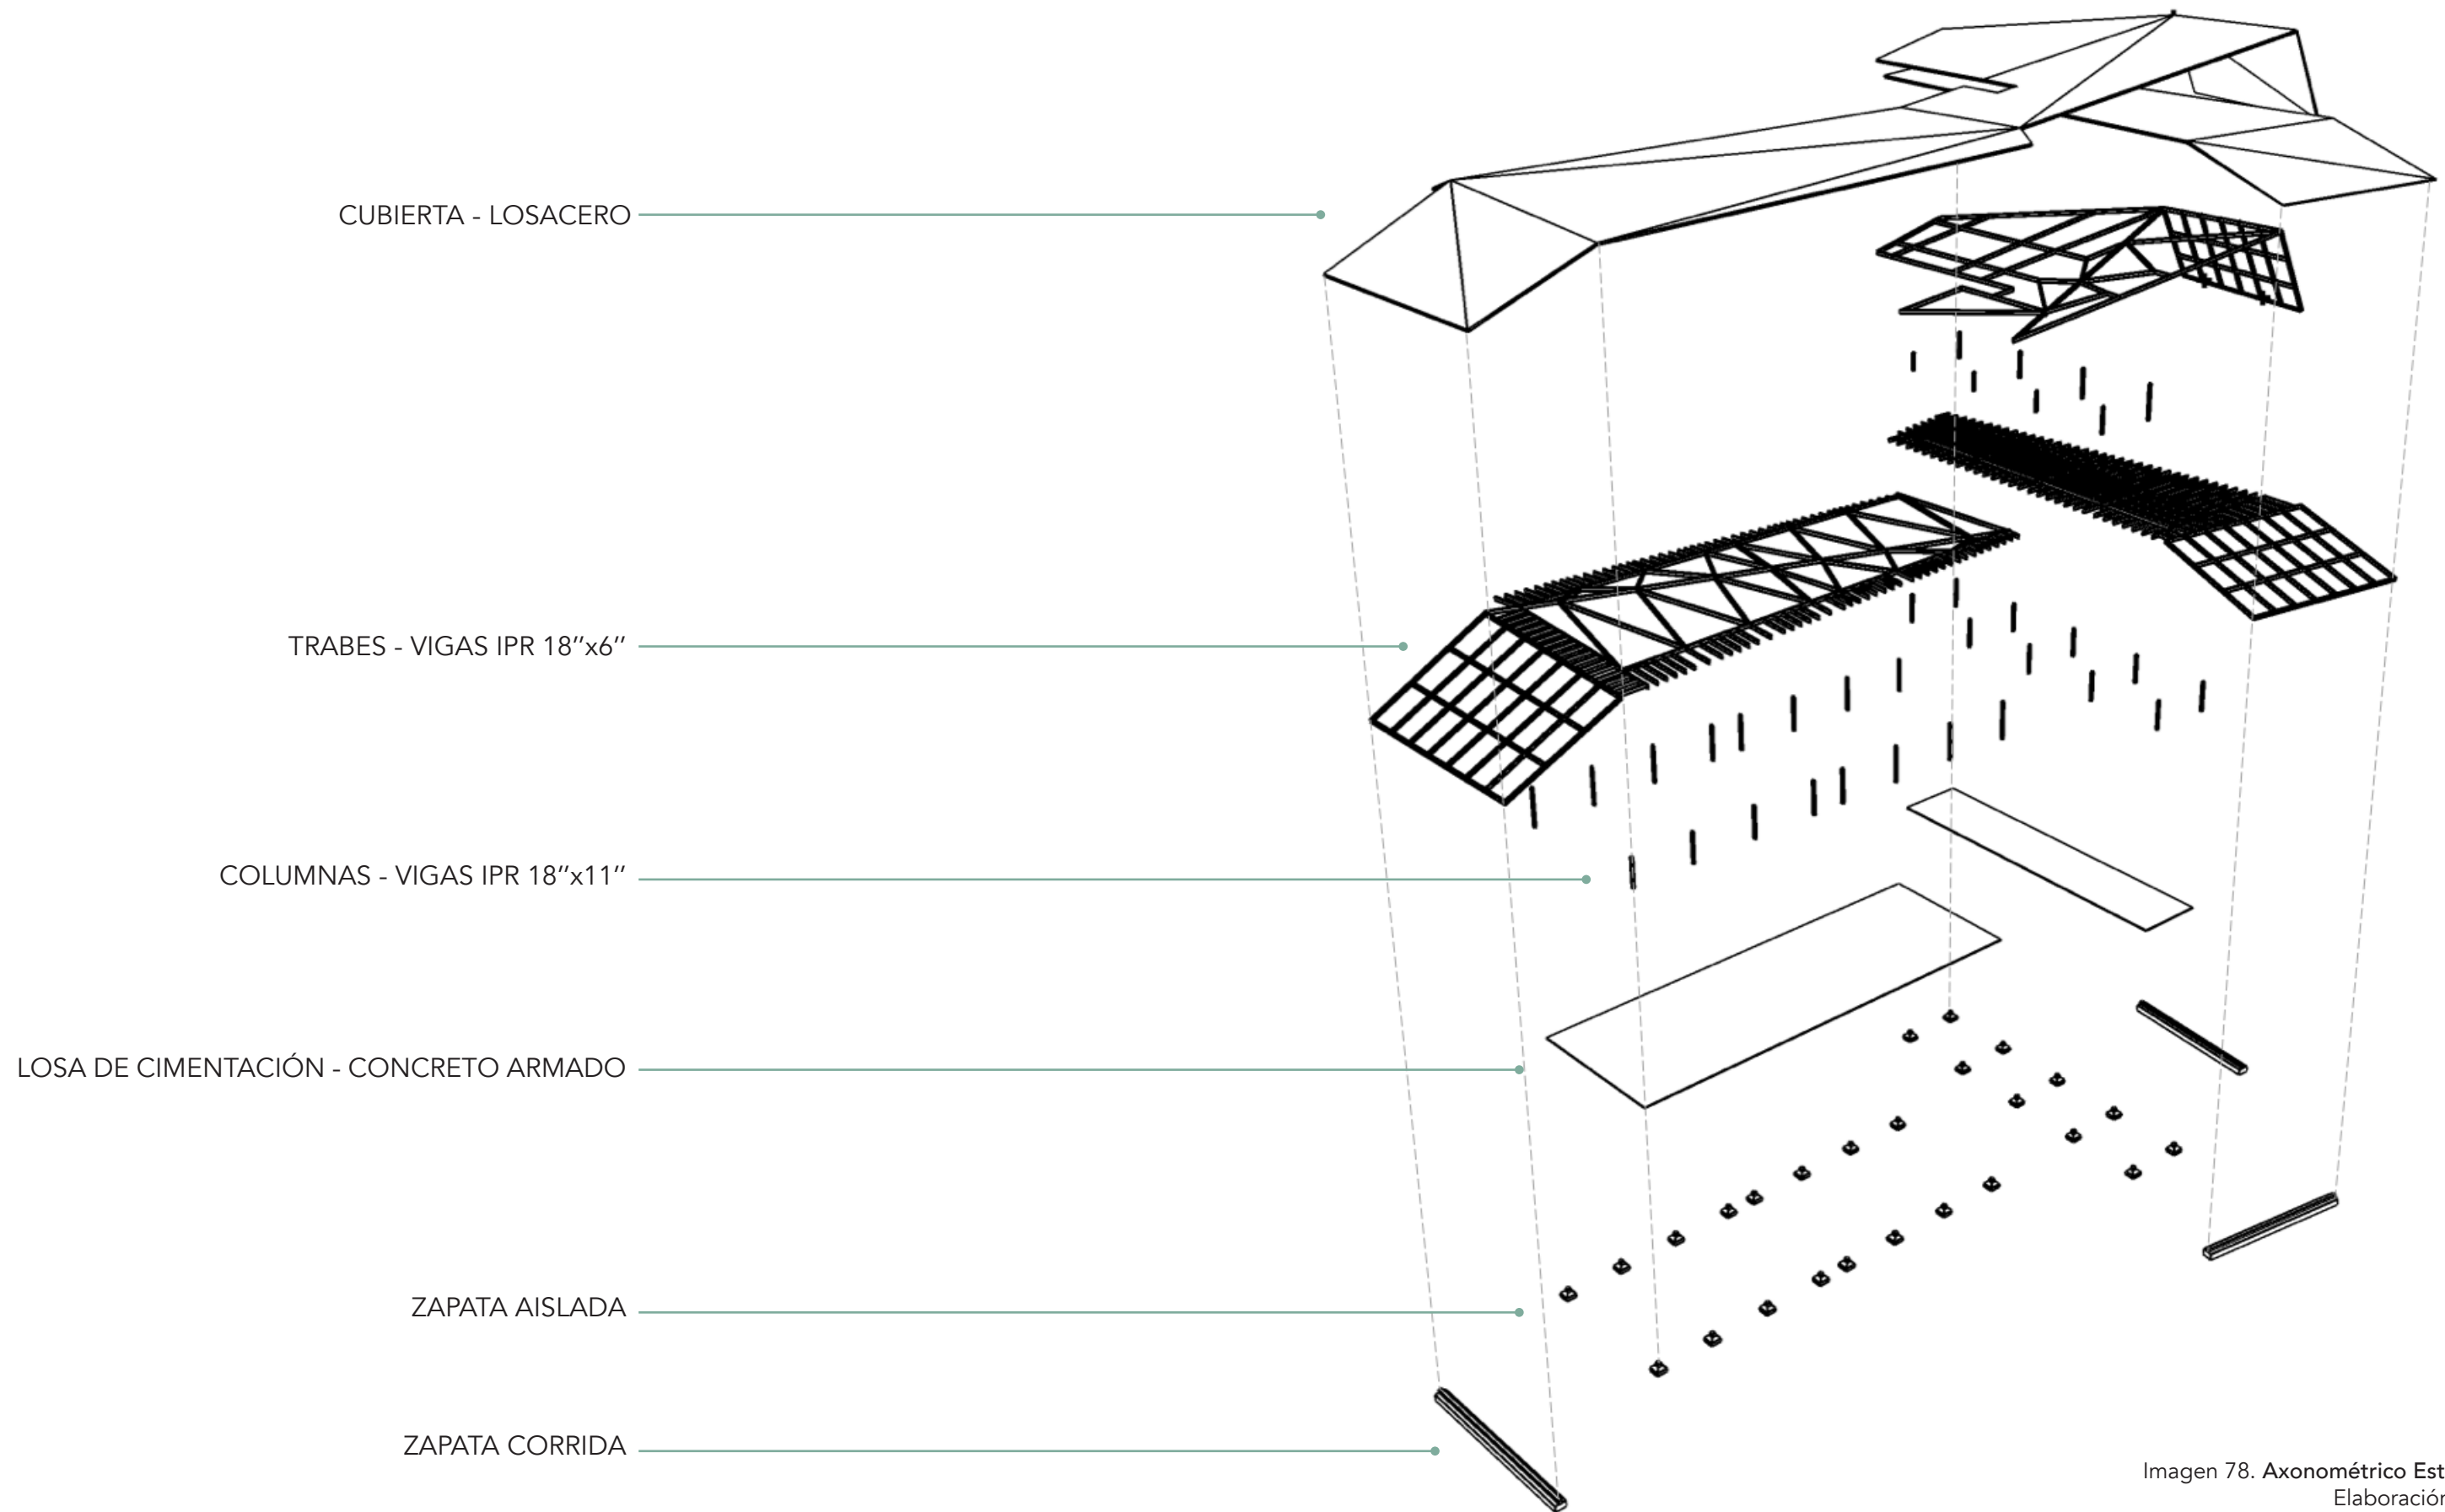 CUBIERTA - LOSACERO
TRABES - VIGAS IPR 18’’x6’’
COLUMNAS - VIGAS IPR 18’’x11’’
LOSA DE CIMENTACIÓN - CONCRETO ARMADO
ZAPATA AISLADA
ZAPATA CORRIDA
Imagen 78. Axonométrico Est
Elaboración